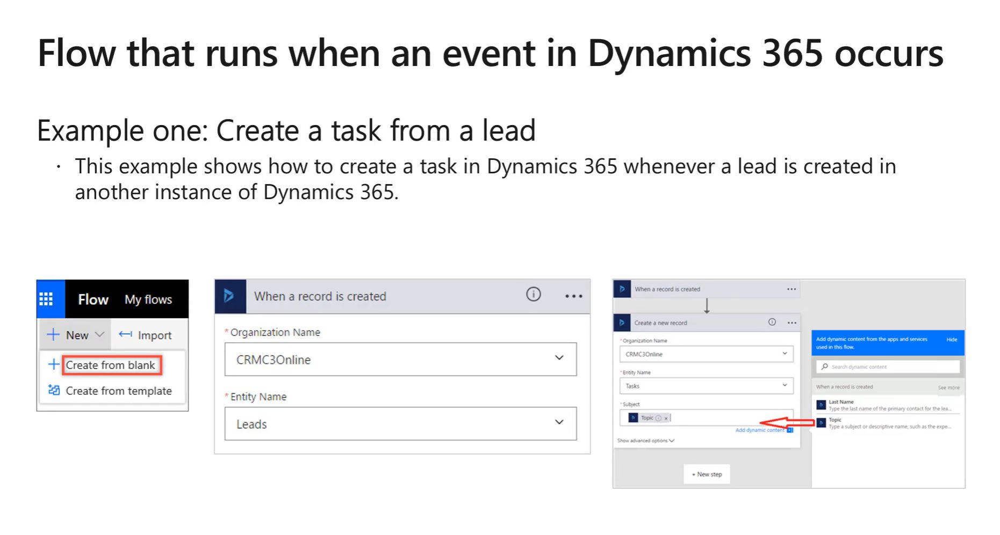 Flow that runs when an event in Dynamics 365 occurs
Example one: Create a task from a lead
· This example shows how to create a task in Dynamics 365 whenever a lead is created in
another instance of Dynamics 365.
Flow My flows
New Import
Create from blank
Create from template
When a record is created
* Organization Name
CRMC3Online
* Entity Name
Leads
When a record is created
Create a new record
* Organization Name
CRMC3Online
* Entity Name
Tasks
* Subject
Topic
Add dynamic content
Show advanced options
+ New step
Add dynamic content from the apps and services
used in this flow.
Hide
Search dynamic content
When a record is created
See more
Last Name
Type the last name of the primary contact for the lea...
Topic
Type a subject or descriptive name, such as the expe...